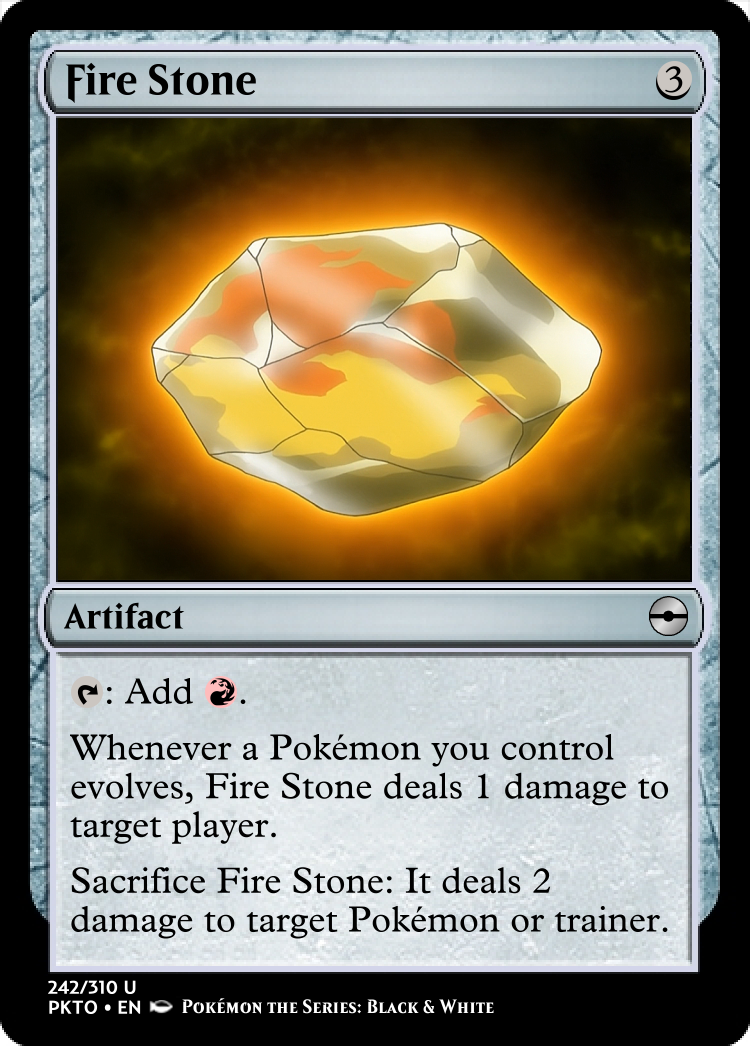 Fire Stone 3
Artifact
: Add .
Whenever a Pokémon you control
evolves, Fire Stone deals 1 damage to
target player.
Sacrifice Fire Stone: It deals 2
damage to target Pokémon or trainer.
242/310 U
PKTO • EN Pokémon the Series: Black & White